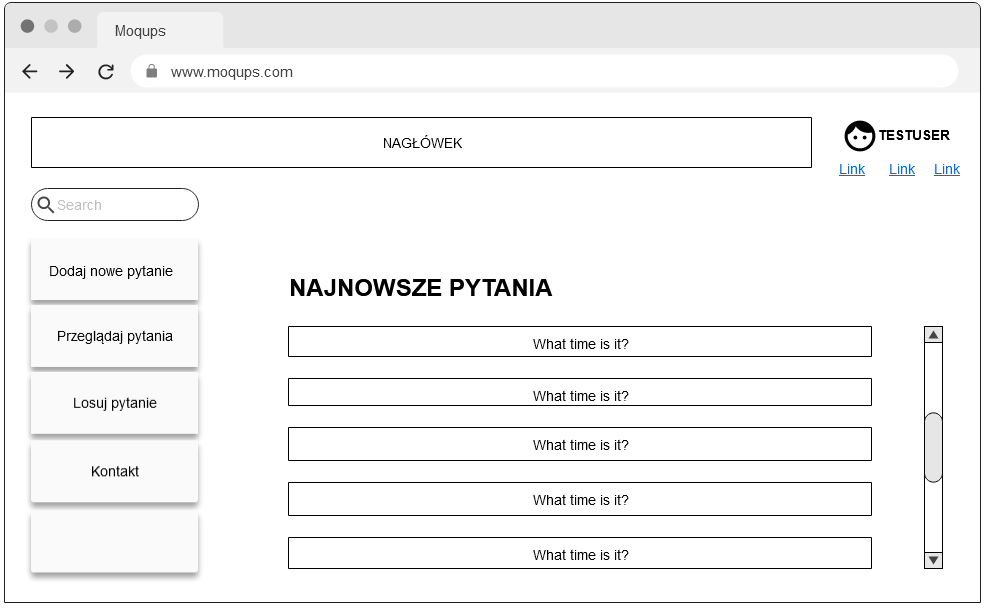 Moqups
www.moqups.com
NAGŁÓWEK
TESTUSER
Link Link Link
Search
Dodaj nowe pytanie
Przeglądaj pytania
Losuj pytanie
Kontakt
NAJNOWSZE PYTANIA
What time is it?
What time is it?
What time is it?
What time is it?
What time is it?